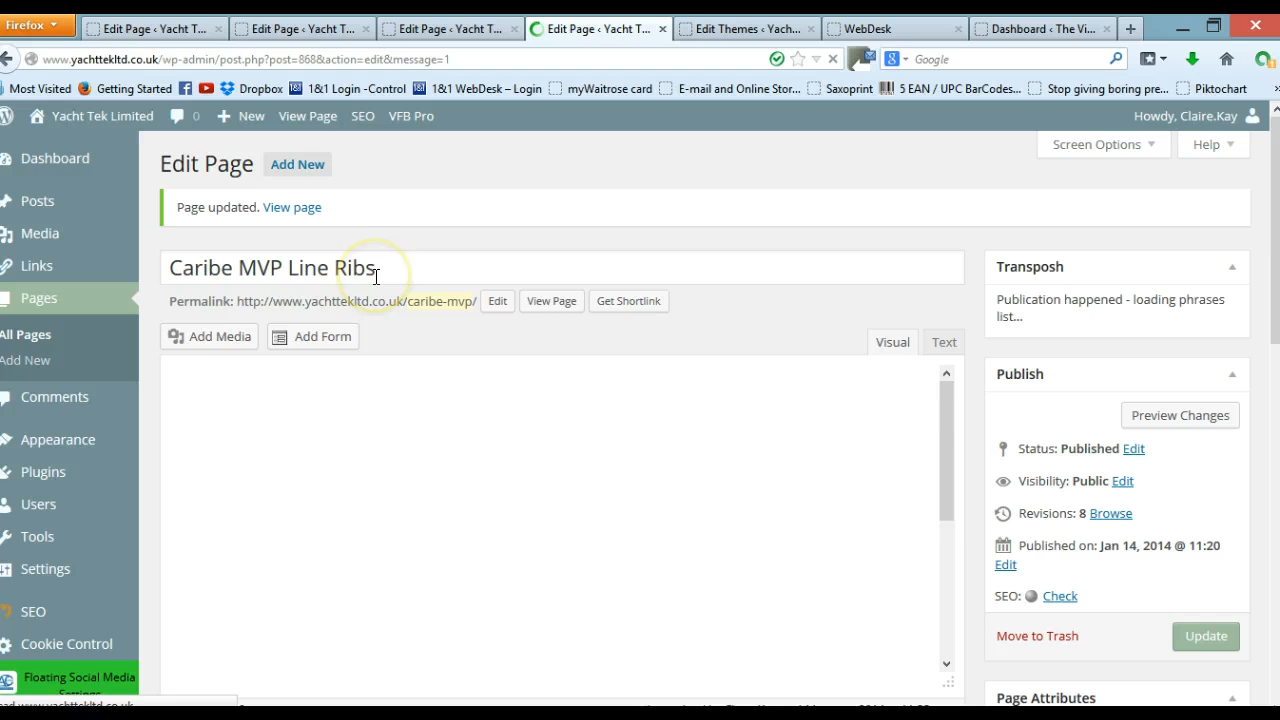 Firefox
Edit Page ‹ Yacht T...
Edit Page ‹ Yacht T...
Edit Page ‹ Yacht T...
Edit Page ‹ Yacht T...
Edit Themes ‹ Yach...
WebDesk
Dashboard ‹ The Vi...
www.yachttekltd.co.uk/wp-admin/post.php?post=868&action=edit&message=1
Google
Most Visited
Getting Started
Dropbox
1&1 Login -Control
1&1 WebDesk – Login
myWaitrose card
E-mail and Online Stor...
Saxoprint
5 EAN / UPC BarCodes...
Stop giving boring pre...
Piktochart
Yacht Tek Limited
0
New
View Page
SEO
VFB Pro
Howdy, Claire.Kay
Dashboard
Posts
Media
Links
Pages
All Pages
Add New
Comments
Appearance
Plugins
Users
Tools
Settings
SEO
Cookie Control
Floating Social Media
Settings
Edit Page
Add New
Screen Options
Help
Page updated. View page
Caribe MVP Line Ribs
Permalink: http://www.yachttekltd.co.uk/caribe-mvp/
Edit
View Page
Get Shortlink
Add Media
Add Form
Visual
Text
Transposh
Publication happened - loading phrases
list...
Publish
Preview Changes
Status: Published Edit
Visibility: Public Edit
Revisions: 8 Browse
Published on: Jan 14, 2014 @ 11:20
Edit
SEO: Check
Move to Trash
Update
Page Attributes